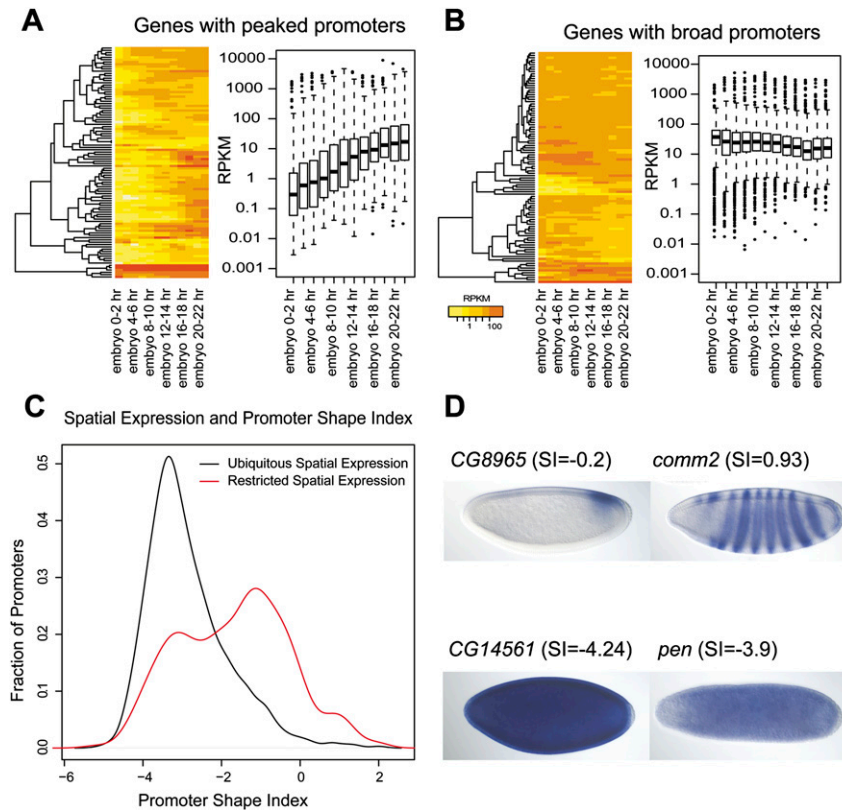 A
Genes with peaked promoters
RPKM
10000
1000
100
10
1
0.1
0.01
0.001
embryo 0-2 hr
embyo 4-6 hr
embyo 8-10 hr
embryo 12-14 hr
embryo 16-18 hr
embryo 20-22 hr
embryo 0-2 hr
embryo 4-6 hr
embryo 8-10 hr
embryo 12-14 hr
embryo 16-18 hr
embryo 20-22 hr
B
Genes with broad promoters
RPKM
10000
1000
100
10
1
0.1
0.01
0.001
RPKM
1 100
embryo 0-2 hr
embyo 4-6 hr
embyo 8-10 hr
embryo 12-14 hr
embryo 16-18 hr
embryo 20-22 hr
embryo 0-2 hr
embryo 4-6 hr
embryo 8-10 hr
embryo 12-14 hr
embryo 16-18 hr
embryo 20-22 hr
C
Spatial Expression and Promoter Shape Index
Ubiquitous Spatial Expression
Restricted Spatial Expression
Fraction of Promoters
0.5
0.4
0.3
0.2
0.1
0.0
−6 −4 −2 0 2
Promoter Shape Index
D
CG8965 (SI=-0.2)
comm2 (SI=0.93)
CG14561 (SI=-4.24)
pen (SI=-3.9)